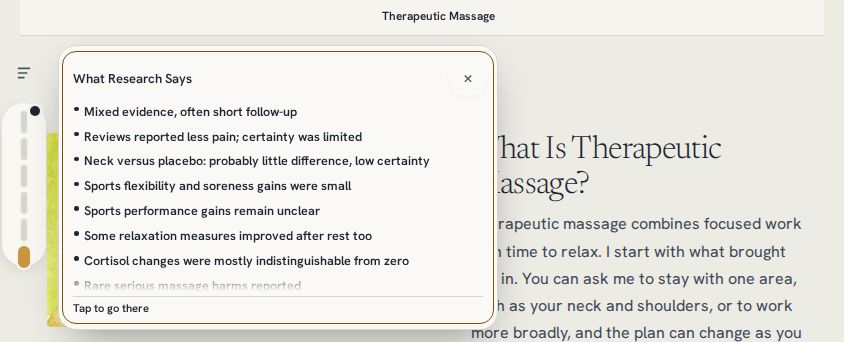 Therapeutic Massage
What Research Says
Mixed evidence, often short follow-up
Reviews reported less pain; certainty was limited
Neck versus placebo: probably little difference, low certainty
Sports flexibility and soreness gains were small
Sports performance gains remain unclear
Some relaxation measures improved after rest too
Cortisol changes were mostly indistinguishable from zero
Rare serious massage harms reported
Tap to go there
What Is Therapeutic
Massage?
rapeutic massage combines focused work
time to relax. I start with what brought
in. You can ask me to stay with one area,
as your neck and shoulders, or to work
more broadly, and the plan can change as you